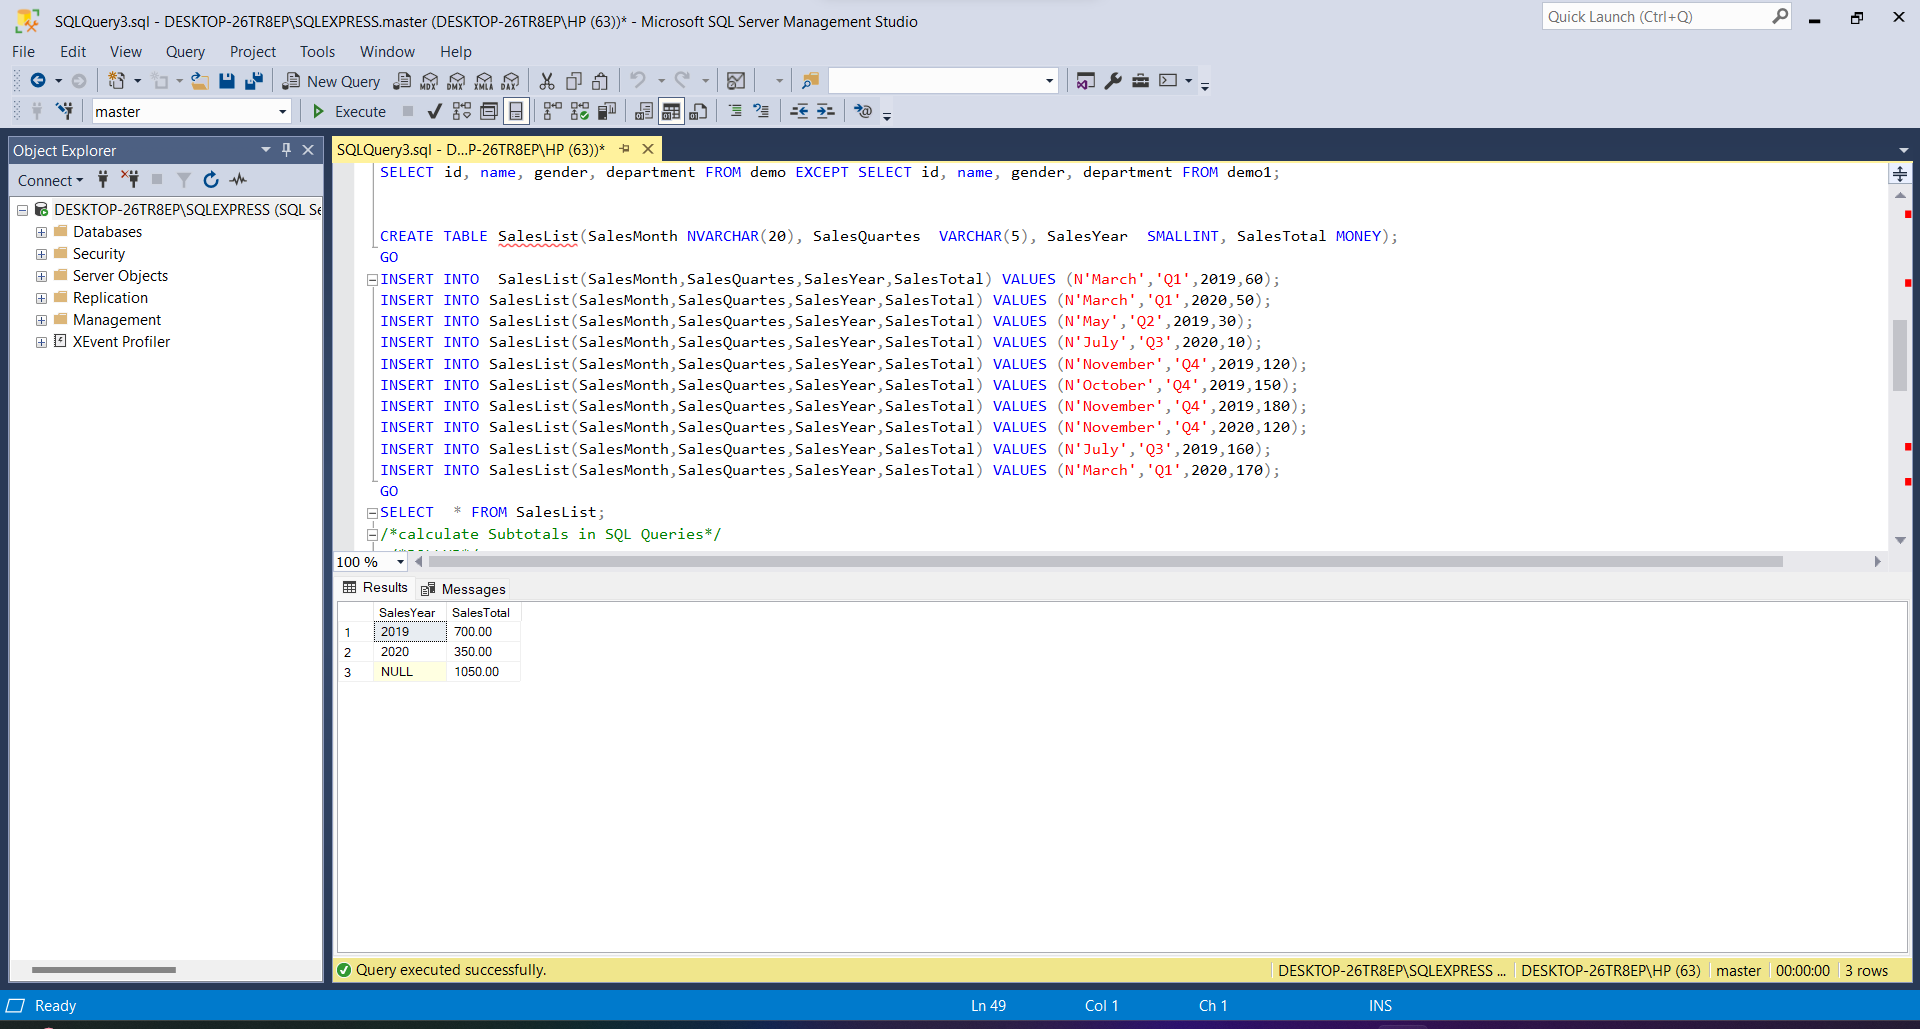 SQLQuery3.sql - DESKTOP-26TR8EP\SQLEXPRESS.master (DESKTOP-26TR8EP\HP (63))* - Microsoft SQL Server Management Studio
Quick Launch (Ctrl+Q)
File Edit View Query Project Tools Window Help
New Query MDX DMX XMLA DAX
master Execute
Object Explorer
Connect
DESKTOP-26TR8EP\SQLEXPRESS (SQL Se
Databases
Security
Server Objects
Replication
Management
XEvent Profiler
SQLQuery3.sql - D...P-26TR8EP\HP (63))*
SELECT id, name, gender, department FROM demo EXCEPT SELECT id, name, gender, department FROM demo1;
CREATE TABLE SalesList(SalesMonth NVARCHAR(20), SalesQuartes  VARCHAR(5), SalesYear  SMALLINT, SalesTotal MONEY);
GO
INSERT INTO  SalesList(SalesMonth,SalesQuartes,SalesYear,SalesTotal) VALUES (N'March','Q1',2019,60);
INSERT INTO SalesList(SalesMonth,SalesQuartes,SalesYear,SalesTotal) VALUES (N'March','Q1',2020,50);
INSERT INTO SalesList(SalesMonth,SalesQuartes,SalesYear,SalesTotal) VALUES (N'May','Q2',2019,30);
INSERT INTO SalesList(SalesMonth,SalesQuartes,SalesYear,SalesTotal) VALUES (N'July','Q3',2020,10);
INSERT INTO SalesList(SalesMonth,SalesQuartes,SalesYear,SalesTotal) VALUES (N'November','Q4',2019,120);
INSERT INTO SalesList(SalesMonth,SalesQuartes,SalesYear,SalesTotal) VALUES (N'October','Q4',2019,150);
INSERT INTO SalesList(SalesMonth,SalesQuartes,SalesYear,SalesTotal) VALUES (N'November','Q4',2019,180);
INSERT INTO SalesList(SalesMonth,SalesQuartes,SalesYear,SalesTotal) VALUES (N'November','Q4',2020,120);
INSERT INTO SalesList(SalesMonth,SalesQuartes,SalesYear,SalesTotal) VALUES (N'July','Q3',2019,160);
INSERT INTO SalesList(SalesMonth,SalesQuartes,SalesYear,SalesTotal) VALUES (N'March','Q1',2020,170);
GO
SELECT  * FROM SalesList;
/*calculate Subtotals in SQL Queries*/
100 %
Results Messages
SalesYear SalesTotal
1 2019 700.00
2 2020 350.00
3 NULL 1050.00
Query executed successfully.
DESKTOP-26TR8EP\SQLEXPRESS ... DESKTOP-26TR8EP\HP (63) master 00:00:00 3 rows
Ready Ln 49 Col 1 Ch 1 INS